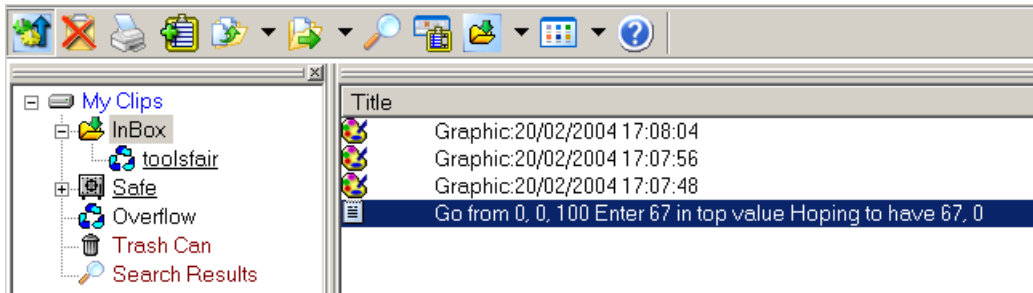 My Clips
InBox
toolsfair
Safe
Overflow
Trash Can
Search Results
Title
Graphic:20/02/2004 17:08:04
Graphic:20/02/2004 17:07:56
Graphic:20/02/2004 17:07:48
Go from 0, 0, 100 Enter 67 in top value Hoping to have 67, 0